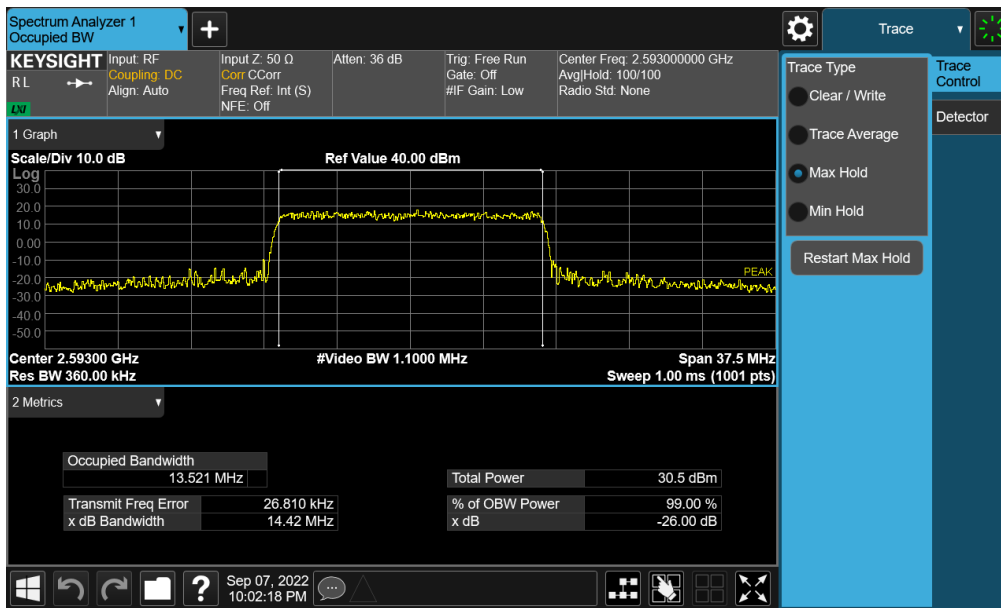 Spectrum Analyzer 1
Occupied BW
Trace
KEYSIGHT
R L
LXI
Input: RF
Coupling: DC
Align: Auto
Input Z: 50 Ω
Corr CCorr
Freq Ref: Int (S)
NFE: Off
Atten: 36 dB
Trig: Free Run
Gate: Off
#IF Gain: Low
Center Freq: 2.593000000 GHz
Avg|Hold: 100/100
Radio Std: None
Trace Type
Clear / Write
Trace Average
Max Hold
Min Hold
Restart Max Hold
Trace
Control
Detector
1 Graph
Scale/Div 10.0 dB
Ref Value 40.00 dBm
Log
30.0
20.0
10.0
0.00
-10.0
-20.0
-30.0
-40.0
-50.0
PEAK
Center 2.59300 GHz
#Video BW 1.1000 MHz
Span 37.5 MHz
Res BW 360.00 kHz
Sweep 1.00 ms (1001 pts)
2 Metrics
Occupied Bandwidth
13.521 MHz
Total Power 30.5 dBm
Transmit Freq Error 26.810 kHz
% of OBW Power 99.00 %
x dB Bandwidth 14.42 MHz
x dB -26.00 dB
?
Sep 07, 2022
10:02:18 PM